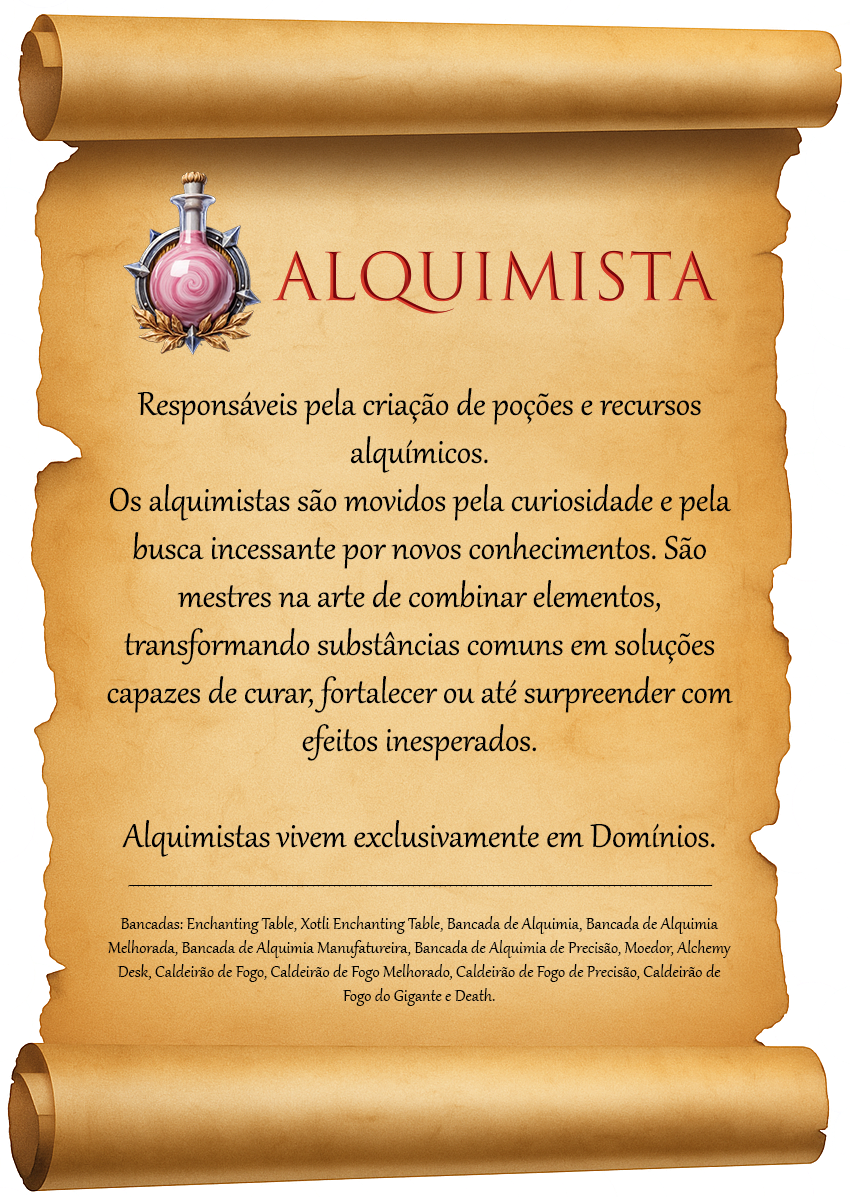 ALQUIMISTA
Responsáveis pela criação de poções e recursos
alquímicos.
Os alquimistas são movidos pela curiosidade e pela
busca incessante por novos conhecimentos. São
mestres na arte de combinar elementos,
transformando substâncias comuns em soluções
capazes de curar, fortalecer ou até surpreender com
efeitos inesperados.
Alquimistas vivem exclusivamente em Domínios.
Bancadas: Enchanting Table, Xotli Enchanting Table, Bancada de Alquimia, Bancada de Alquimia
Melhorada, Bancada de Alquimia Manufatureira, Bancada de Alquimia de Precisão, Moedor, Alchemy
Desk, Caldeirão de Fogo, Caldeirão de Fogo Melhorado, Caldeirão de Fogo de Precisão, Caldeirão de
Fogo do Gigante e Death.